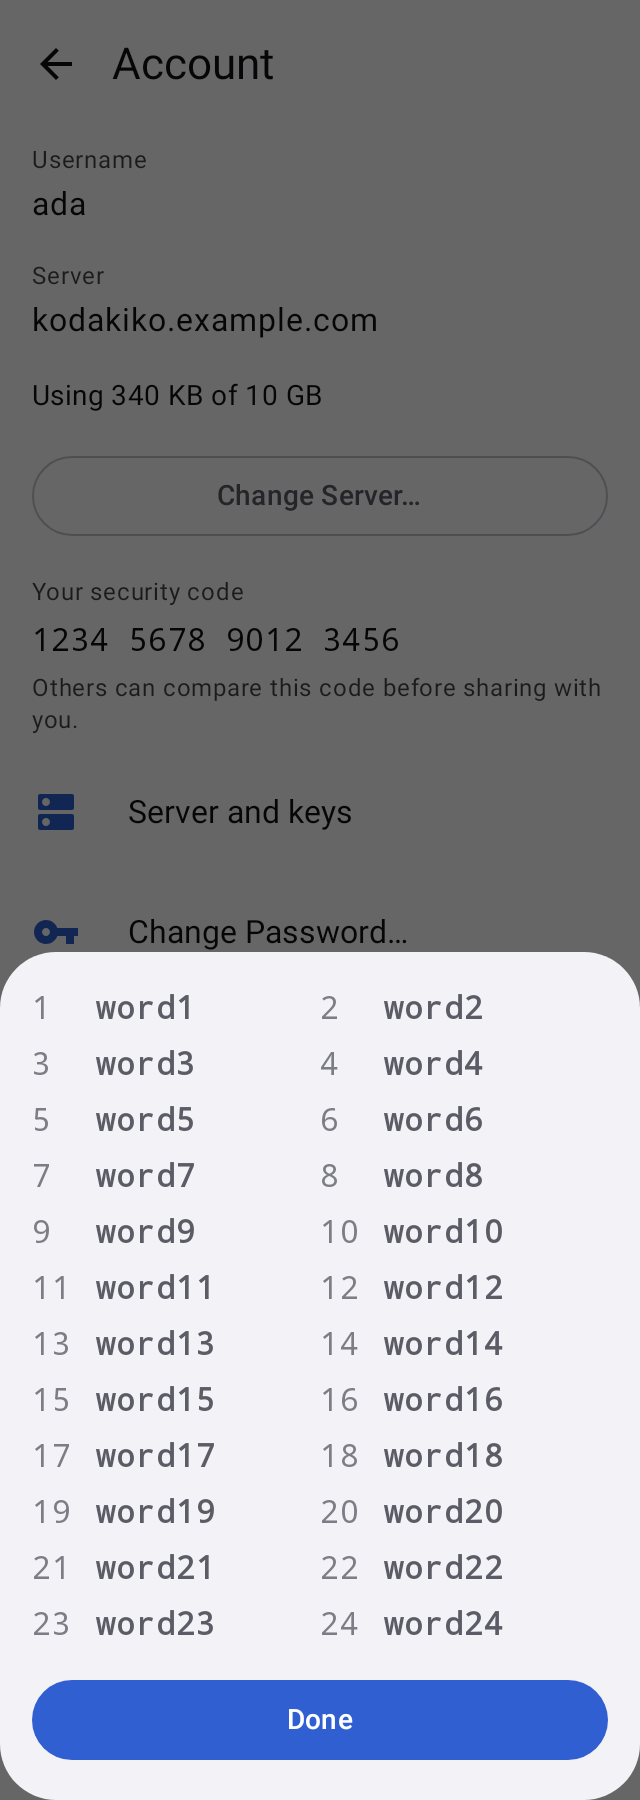 Account
Username
ada
Server
kodakiko.example.com
Using 340 KB of 10 GB
Change Server…
Your security code
1234 5678 9012 3456
Others can compare this code before sharing with
you.
Server and keys
Change Password…
1 word1 2 word2
3 word3 4 word4
5 word5 6 word6
7 word7 8 word8
9 word9 10 word10
11 word11 12 word12
13 word13 14 word14
15 word15 16 word16
17 word17 18 word18
19 word19 20 word20
21 word21 22 word22
23 word23 24 word24
Done